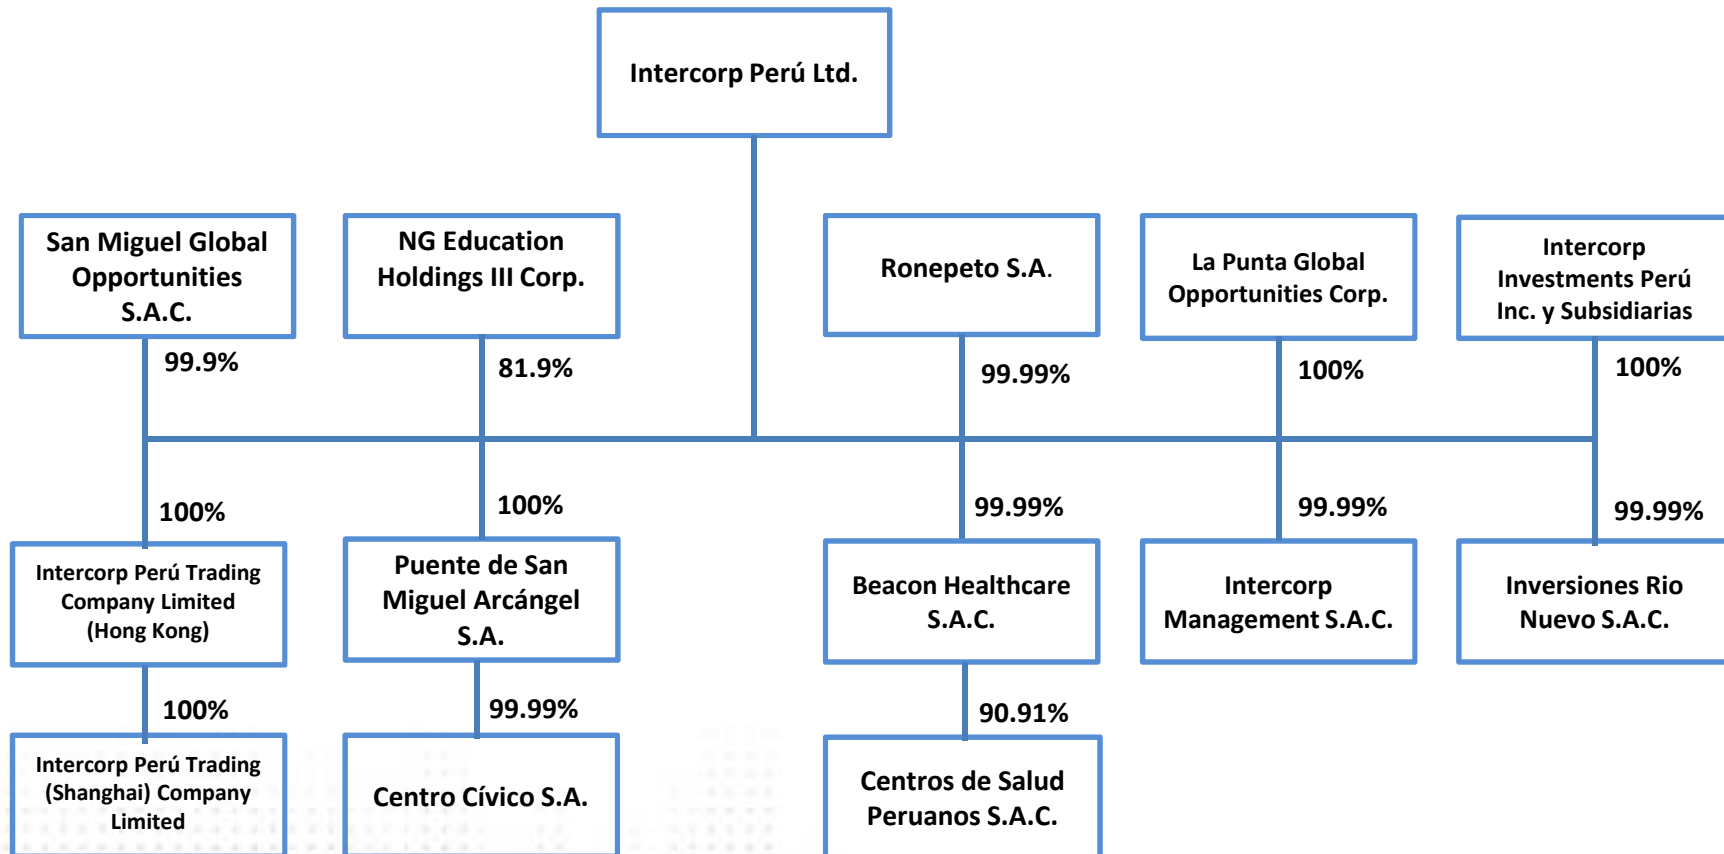 Intercorp Perú Ltd.
San Miguel Global
Opportunities
S.A.C.
NG Education
Holdings III Corp.
Ronepeto S.A.
La Punta Global
Opportunities Corp.
Intercorp
Investments Perú
Inc. y Subsidiarias
99.9%
81.9%
99.99%
100%
100%
100%
100%
99.99%
99.99%
99.99%
Intercorp Perú Trading
Company Limited
(Hong Kong)
Puente de San
Miguel Arcángel
S.A.
Beacon Healthcare
S.A.C.
Intercorp
Management S.A.C.
Inversiones Rio
Nuevo S.A.C.
100%
99.99%
90.91%
Intercorp Perú Trading
(Shanghai) Company
Limited
Centro Cívico S.A.
Centros de Salud
Peruanos S.A.C.